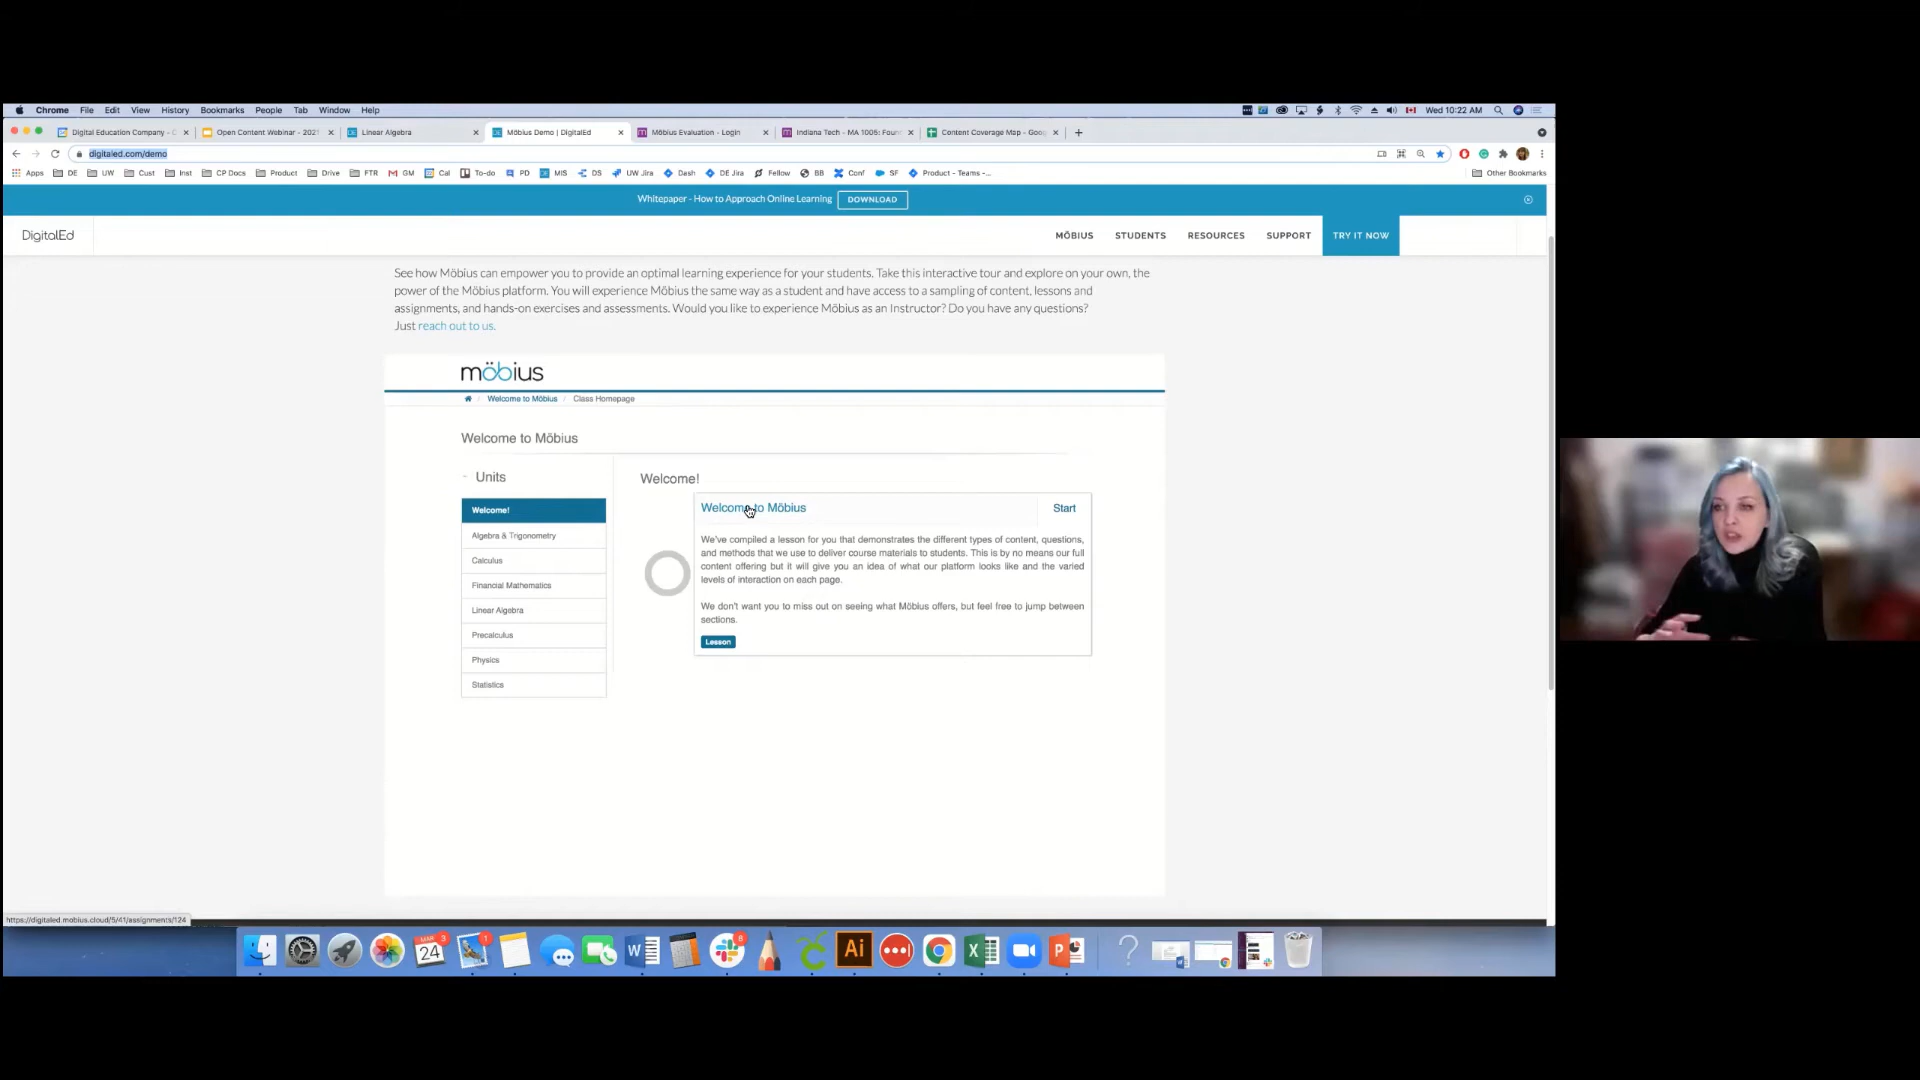 Chrome File Edit View History Bookmarks People Tab Window Help Wed 10:22 AM
Digital Education Company - C Open Content Webinar - 2021 Linear Algebra Möbius Demo | DigitalEd Möbius Evaluation - Login Indiana Tech - MA 1005: Foun Content Coverage Map - Goog
digitaled.com/demo
Apps DE UW Cust Inst CP Docs Product Drive FTR GM Cal To-do PD MIS DS UW Jira Dash DE Jira Fellow BB Conf SF Product - Teams -... Other Bookmarks
Whitepaper - How to Approach Online Learning DOWNLOAD
DigitalEd MÖBIUS STUDENTS RESOURCES SUPPORT TRY IT NOW
See how Möbius can empower you to provide an optimal learning experience for your students. Take this interactive tour and explore on your own, the
power of the Möbius platform. You will experience Möbius the same way as a student and have access to a sampling of content, lessons and
assignments, and hands-on exercises and assessments. Would you like to experience Möbius as an Instructor? Do you have any questions?
Just reach out to us.
möbius
Welcome to Möbius / Class Homepage
Welcome to Möbius
Units
Welcome!
Algebra & Trigonometry
Calculus
Financial Mathematics
Linear Algebra
Precalculus
Physics
Statistics
Welcome!
Welcome to Möbius Start
We've compiled a lesson for you that demonstrates the different types of content, questions,
and methods that we use to deliver course materials to students. This is by no means our full
content offering but it will give you an idea of what our platform looks like and the varied
levels of interaction on each page.
We don't want you to miss out on seeing what Möbius offers, but feel free to jump between
sections.
Lesson
https://digitaled.mobius.cloud/5/41/assignments/124
MAR 3
24
1
W
8
Ai
X
P
?